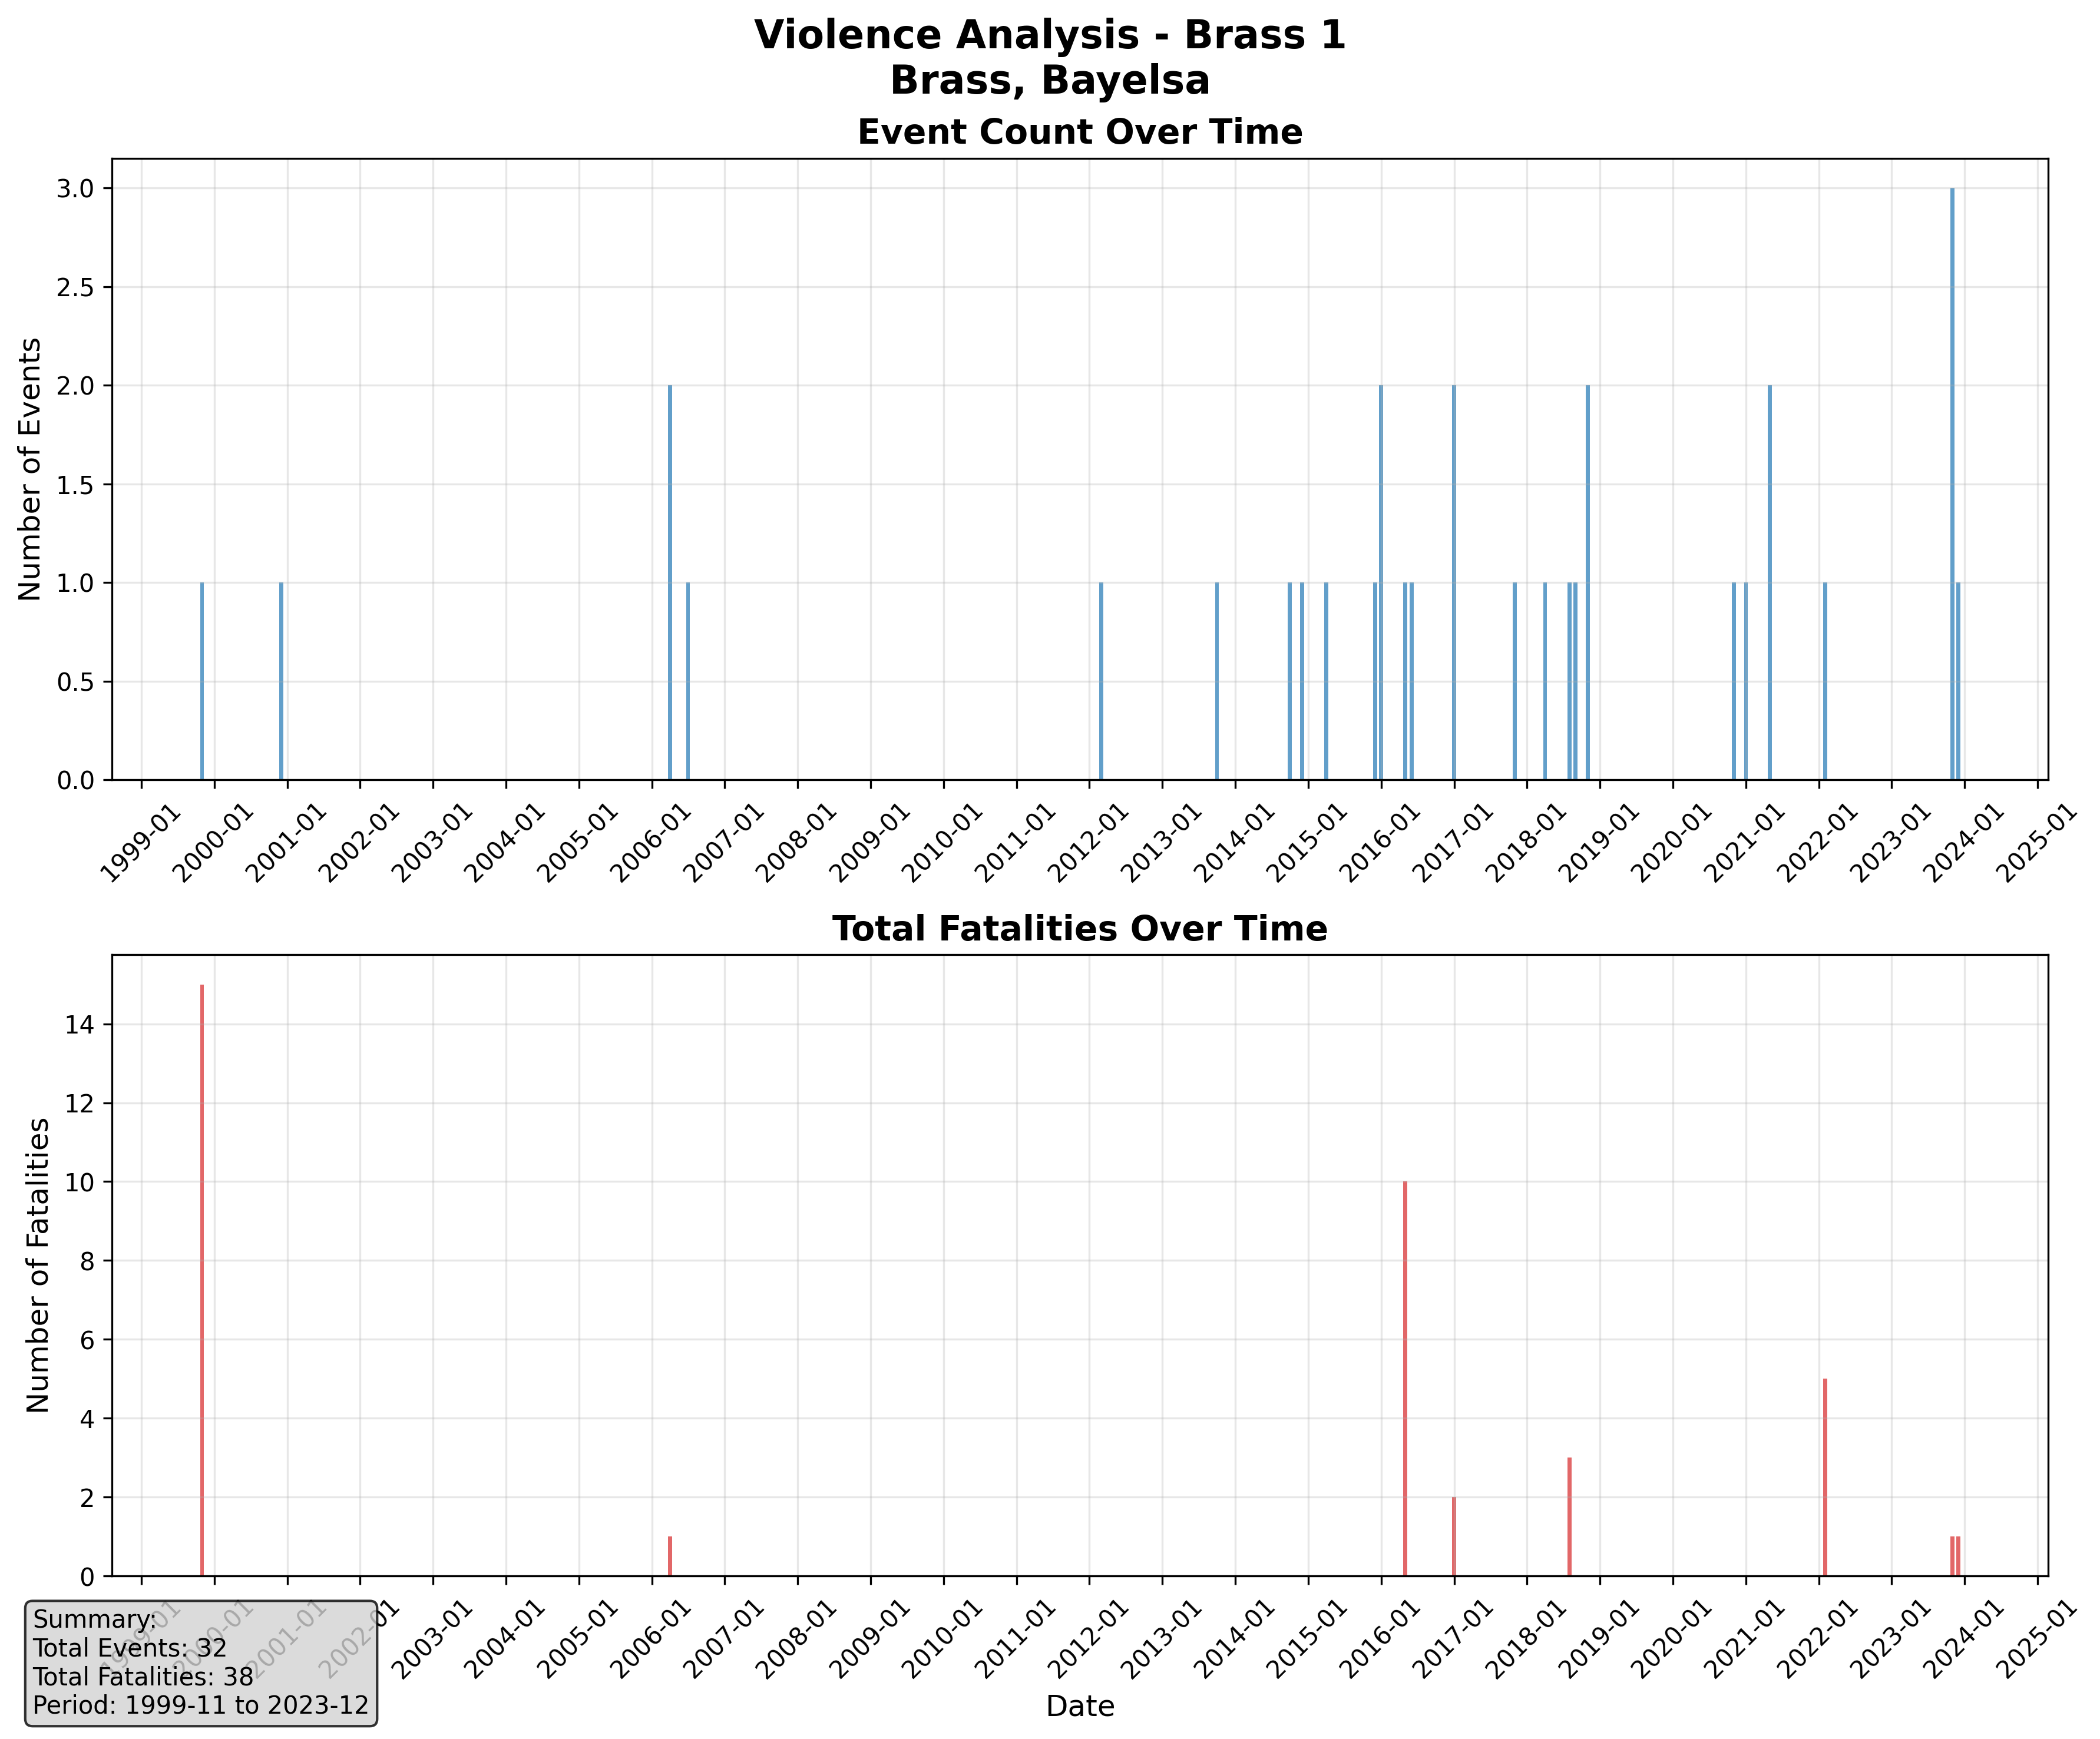 Violence Analysis - Brass 1
Brass, Bayelsa
Event Count Over Time
Number of Events
3.0
2.5
2.0
1.5
1.0
0.5
0.0
1999-01 2000-01 2001-01 2002-01 2003-01 2004-01 2005-01 2006-01 2007-01 2008-01 2009-01 2010-01 2011-01 2012-01 2013-01 2014-01 2015-01 2016-01 2017-01 2018-01 2019-01 2020-01 2021-01 2022-01 2023-01 2024-01 2025-01
Total Fatalities Over Time
Number of Fatalities
14
12
10
8
6
4
2
0
1999-01 2000-01 2001-01 2002-01 2003-01 2004-01 2005-01 2006-01 2007-01 2008-01 2009-01 2010-01 2011-01 2012-01 2013-01 2014-01 2015-01 2016-01 2017-01 2018-01 2019-01 2020-01 2021-01 2022-01 2023-01 2024-01 2025-01
Summary:
Total Events: 32
Total Fatalities: 38
Period: 1999-11 to 2023-12
Date